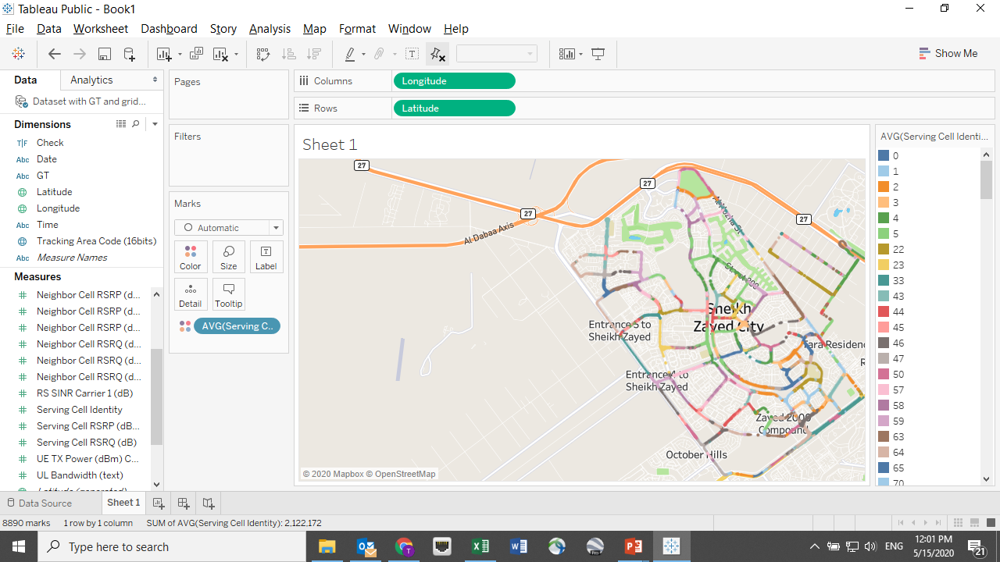 Tableau Public - Book1
File Data Worksheet Dashboard Story Analysis Map Format Window Help
Show Me
Data Analytics
Dataset with GT and grid...
Dimensions
Check
Abc Date
Abc GT
Latitude
Longitude
Abc Time
Tracking Area Code (16bits)
Abc Measure Names
Measures
Neighbor Cell RSRP (d...
Neighbor Cell RSRP (d...
Neighbor Cell RSRP (d...
Neighbor Cell RSRQ (d...
Neighbor Cell RSRQ (d...
Neighbor Cell RSRQ (d...
RS SINR Carrier 1 (dB)
Serving Cell Identity
Serving Cell RSRP (dB...
Serving Cell RSRQ (dB)
UE TX Power (dBm) C...
UL Bandwidth (text)
Latitude (generated)
Pages
Filters
Marks
Automatic
Color Size Label
Detail Tooltip
AVG(Serving C..
Columns Longitude
Rows Latitude
Sheet 1
27
27
27
27
Al Dabaa Axis
Sheikh
Zayed City
Entrance 5 to
Sheikh Zayed
Entrance 4 to
Sheikh Zayed
Yara Residenc
R
Zayed 2000
Compound
October Hills
© 2020 Mapbox © OpenStreetMap
AVG(Serving Cell Identi...
0
1
2
3
4
5
22
23
33
43
44
45
46
47
50
57
58
59
63
64
65
70
Data Source Sheet 1
8890 marks 1 row by 1 column SUM of AVG(Serving Cell Identity): 2,122,172
Type here to search
ENG
12:01 PM
5/15/2020
21